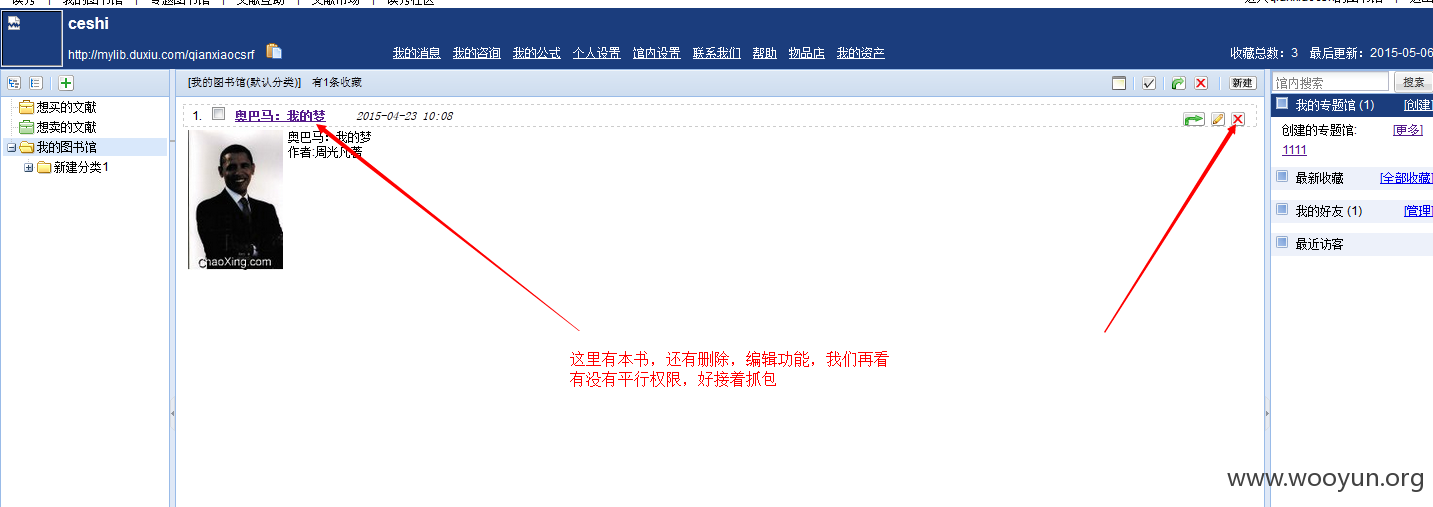 ceshi
http://mylib.duxiu.com/qianxiaocsrf
我的消息 我的咨询 我的公式 个人设置 馆内设置 联系我们 帮助 物品店 我的资产
收藏总数：3 最后更新：2015-05-06
[我的图书馆(默认分类)] 有1条收藏
新建
馆内搜索 搜索
想买的文献
想卖的文献
我的图书馆
新建分类1
1. 奥巴马：我的梦 2015-04-23 10:08
奥巴马：我的梦
作者:周光凡著
ChaoXing.com
我的专题馆 (1) [创建]
创建的专题馆: [更多]
1111
最新收藏 [全部收藏]
我的好友 (1) [管理]
最近访客
这里有本书，还有删除，编辑功能，我们再看
有没有平行权限，好接着抓包
www.wooyun.org